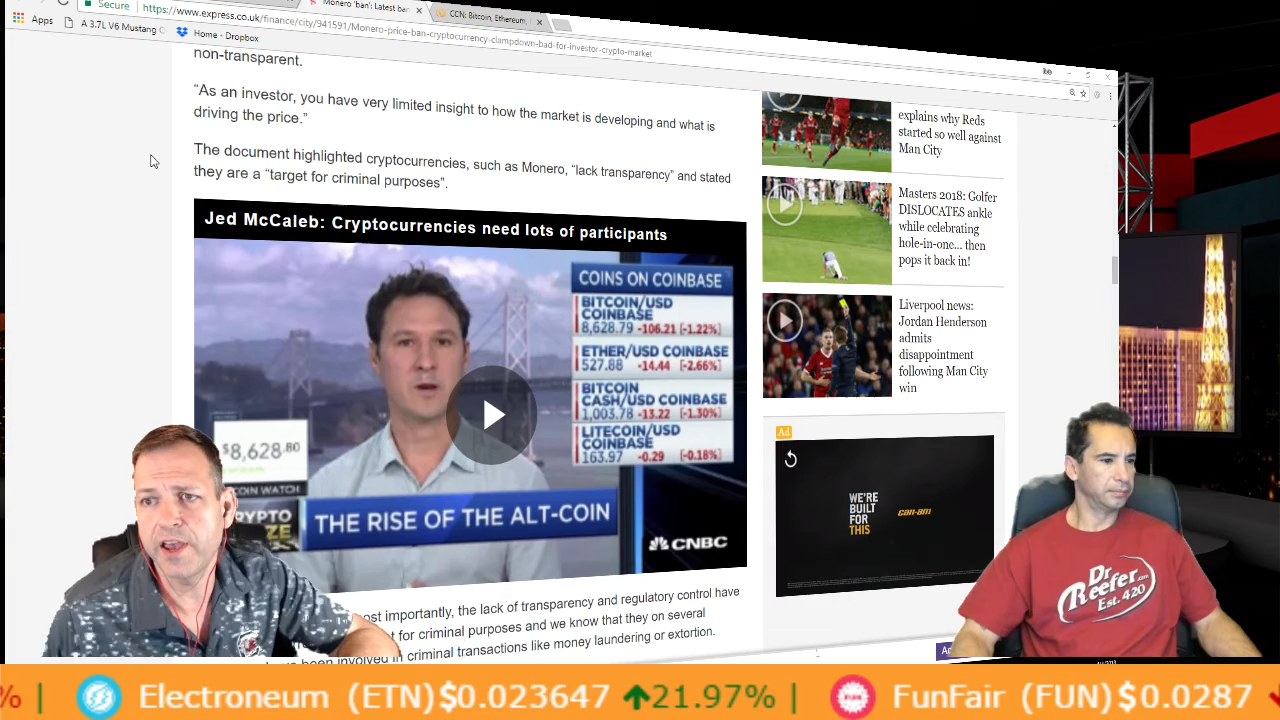 Monero 'ban': Latest ba
CCN: Bitcoin, Ethereum,
Secure
https://www.express.co.uk/finance/city/941591/Monero-price-ban-cryptocurrency-clampdown-bad-for-investor-crypto-market
Apps
A 3.7L V6 Mustang
Home - Dropbox
non-transparent.
“As an investor, you have very limited insight to how the market is developing and what is
driving the price.”
The document highlighted cryptocurrencies, such as Monero, “lack transparency” and stated
they are a “target for criminal purposes”.
Jed McCaleb: Cryptocurrencies need lots of participants
COINS ON COINBASE
BITCOIN/USD
COINBASE
8,628.79 -106.21 [-1.22%]
ETHER/USD COINBASE
527.88 -14.44 [-2.66%]
BITCOIN
CASH/USD COINBASE
1,003.78 -13.22 [-1.30%]
LITECOIN/USD
COINBASE
163.97 -0.29 [-0.18%]
$8,628.80
COIN WATCH
THE RISE OF THE ALT-COIN
CNBC
most importantly, the lack of transparency and regulatory control have
for criminal purposes and we know that they on several
been involved in criminal transactions like money laundering or extortion.
explains why Reds
started so well against
Man City
Masters 2018: Golfer
DISLOCATES ankle
while celebrating
hole-in-one... then
pops it back in!
Liverpool news:
Jordan Henderson
admits
disappointment
following Man City
win
Ad
WE'RE
BUILT
FOR
THIS
can-am
Dr
Reefer.com
Est. 420
% | Electroneum (ETN) $0.023647 ↑21.97% | FunFair (FUN) $0.0287